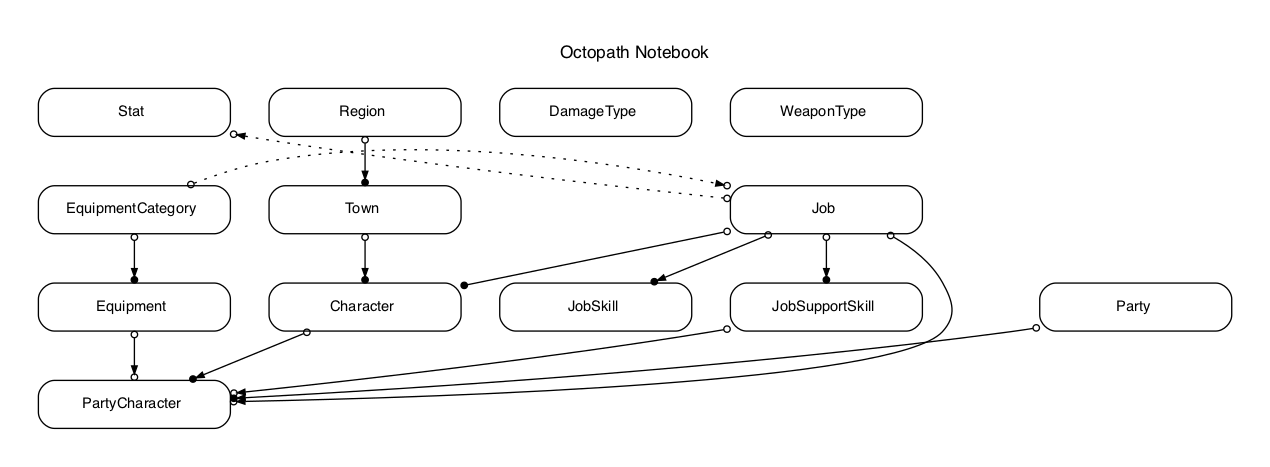 Octopath Notebook
Stat
Region
DamageType
WeaponType
EquipmentCategory
Town
Job
Equipment
Character
JobSkill
JobSupportSkill
Party
PartyCharacter